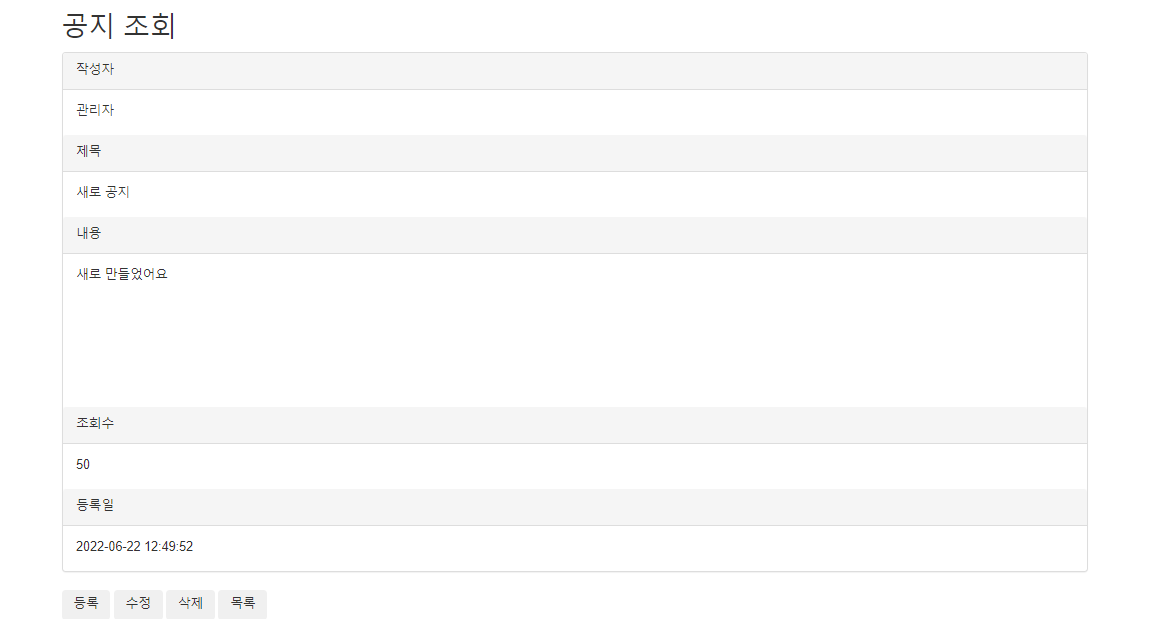 공지 조회
작성자
관리자
제목
새로 공지
내용
새로 만들었어요
조회수
50
등록일
2022-06-22 12:49:52
등록 수정 삭제 목록